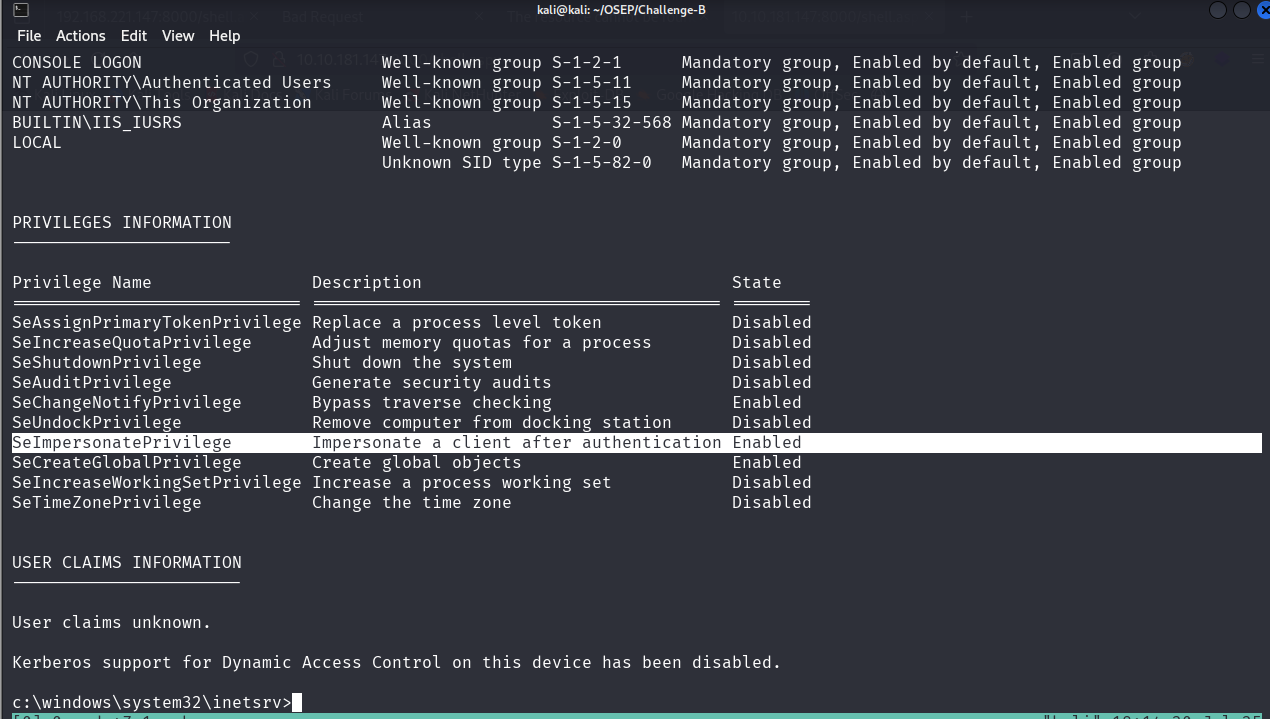 kali@kali: ~/OSEP/Challenge-B
File Actions Edit View Help
CONSOLE LOGON Well-known group S-1-2-1 Mandatory group, Enabled by default, Enabled group
NT AUTHORITY\Authenticated Users Well-known group S-1-5-11 Mandatory group, Enabled by default, Enabled group
NT AUTHORITY\This Organization Well-known group S-1-5-15 Mandatory group, Enabled by default, Enabled group
BUILTIN\IIS_IUSRS Alias S-1-5-32-568 Mandatory group, Enabled by default, Enabled group
LOCAL Well-known group S-1-2-0 Mandatory group, Enabled by default, Enabled group
Unknown SID type S-1-5-82-0 Mandatory group, Enabled by default, Enabled group
PRIVILEGES INFORMATION
Privilege Name Description State
SeAssignPrimaryTokenPrivilege Replace a process level token Disabled
SeIncreaseQuotaPrivilege Adjust memory quotas for a process Disabled
SeShutdownPrivilege Shut down the system Disabled
SeAuditPrivilege Generate security audits Disabled
SeChangeNotifyPrivilege Bypass traverse checking Enabled
SeUndockPrivilege Remove computer from docking station Disabled
SeImpersonatePrivilege Impersonate a client after authentication Enabled
SeCreateGlobalPrivilege Create global objects Enabled
SeIncreaseWorkingSetPrivilege Increase a process working set Disabled
SeTimeZonePrivilege Change the time zone Disabled
USER CLAIMS INFORMATION
User claims unknown.
Kerberos support for Dynamic Access Control on this device has been disabled.
c:\windows\system32\inetsrv>